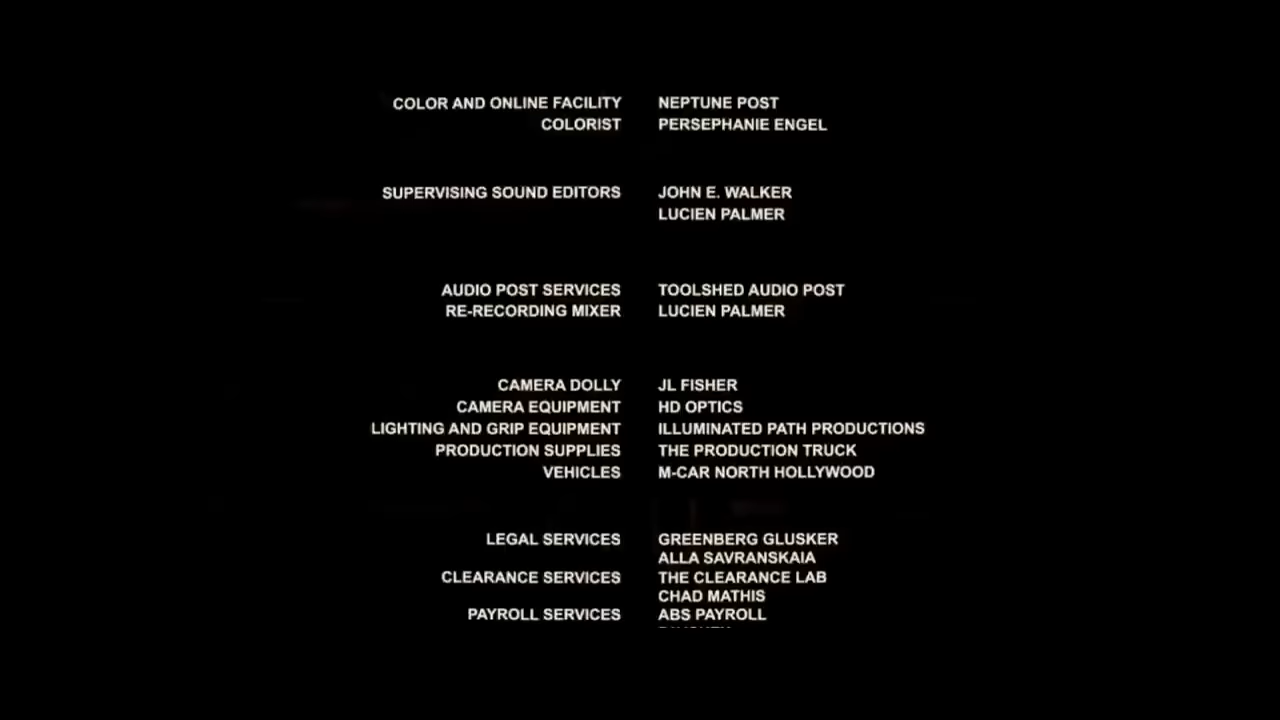 COLOR AND ONLINE FACILITY NEPTUNE POST
COLORIST PERSEPHANIE ENGEL
SUPERVISING SOUND EDITORS JOHN E. WALKER
LUCIEN PALMER
AUDIO POST SERVICES TOOLSHED AUDIO POST
RE-RECORDING MIXER LUCIEN PALMER
CAMERA DOLLY JL FISHER
CAMERA EQUIPMENT HD OPTICS
LIGHTING AND GRIP EQUIPMENT ILLUMINATED PATH PRODUCTIONS
PRODUCTION SUPPLIES THE PRODUCTION TRUCK
VEHICLES M-CAR NORTH HOLLYWOOD
LEGAL SERVICES GREENBERG GLUSKER
ALLA SAVRANSKAIA
CLEARANCE SERVICES THE CLEARANCE LAB
CHAD MATHIS
PAYROLL SERVICES ABS PAYROLL